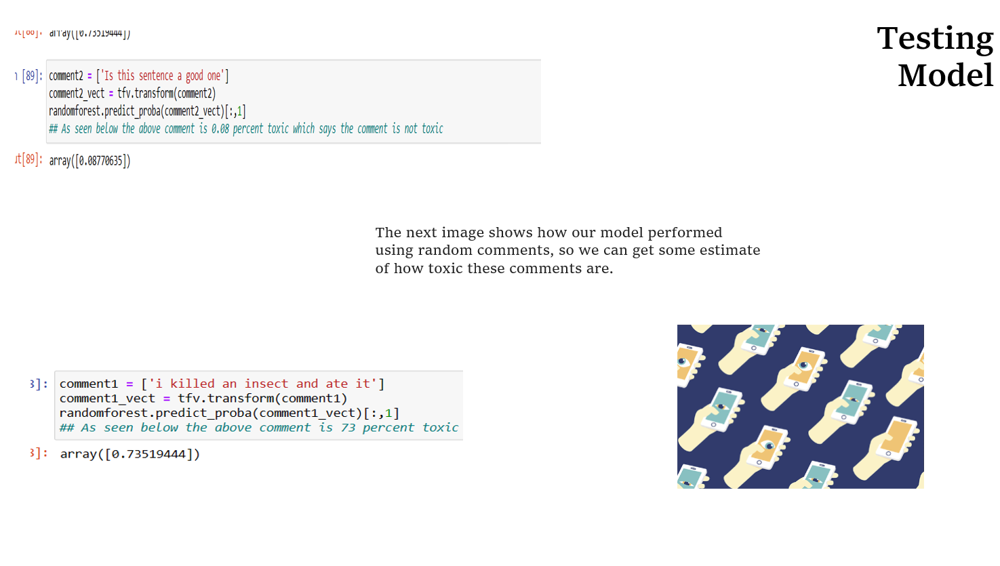 array([0.73519444])
Testing
Model
[89]: comment2 = ['Is this sentence a good one']
comment2_vect = tfv.transform(comment2)
randomforest.predict_proba(comment2_vect)[:,1]
## As seen below the above comment is 0.08 percent toxic which says the comment is not toxic
ut[89]: array([0.08770635])
The next image shows how our model performed
using random comments, so we can get some estimate
of how toxic these comments are.
3]: comment1 = ['i killed an insect and ate it']
comment1_vect = tfv.transform(comment1)
randomforest.predict_proba(comment1_vect)[:,1]
## As seen below the above comment is 73 percent toxic
3]: array([0.73519444])